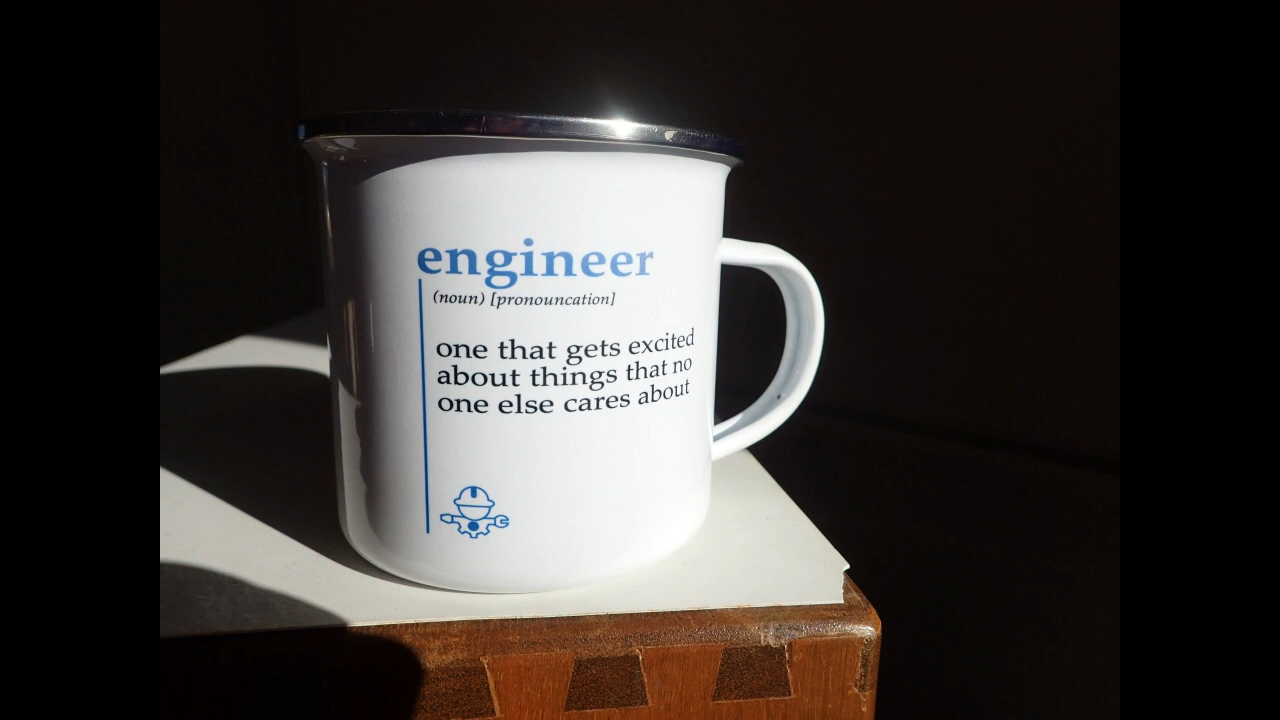 engineer
(noun) [pronouncation]
one that gets excited
about things that no
one else cares about